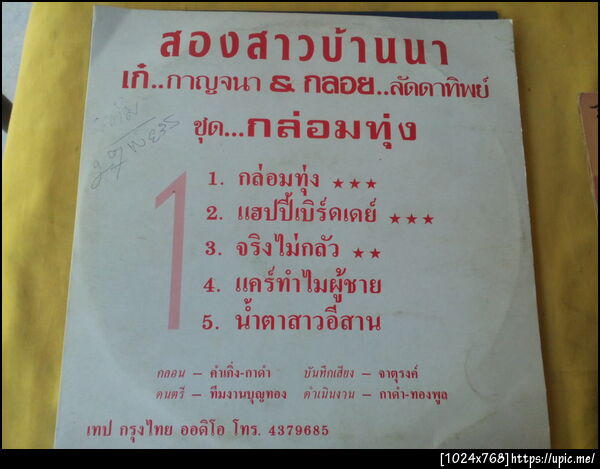 สองสาวบ้านนา
เก๋..กาญจนา & กลอย..ลัดดาทิพย์
ชุด...กล่อมทุ่ง
1
1. กล่อมทุ่ง ★★★
2. แฮปปี้เบิร์ดเดย์ ★★★
3. จริงไม่กลัว ★★
4. แคร์ทำไมผู้ชาย
5. น้ำตาสาวอีสาน
กลอน – คำเกิ่ง-กาดำ บันทึกเสียง – จาตุรงค์
ดนตรี – ทีมงานบุญทอง ดำเนินงาน – กาดำ-ทองพูล
เทป กรุงไทย ออดิโอ โทร. 4379685
[1024x768]https://upic.me/